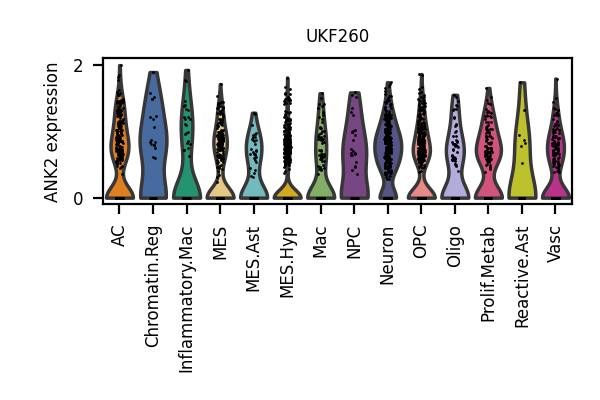 UKF260
ANK2 expression
2
0
AC
Chromatin.Reg
Inflammatory.Mac
MES
MES.Ast
MES.Hyp
Mac
NPC
Neuron
OPC
Oligo
Prolif.Metab
Reactive.Ast
Vasc